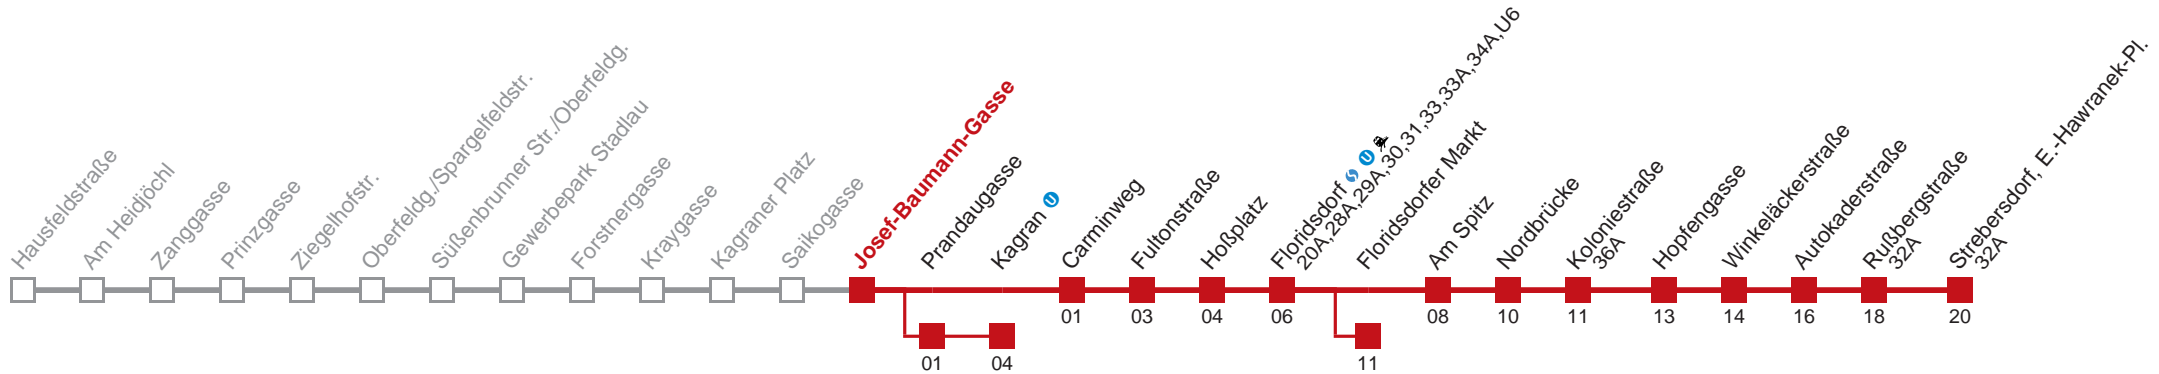 Hausfeldstraße
Am Heidjöchl
Zanggasse
Prinzgasse
Ziegelhofstr.
Oberfeldg./Spargelfeldstr.
Süßenbrunner Str./Oberfeldg.
Gewerbepark Stadlau
Forstnergasse
Kraygasse
Kagraner Platz
Saikogasse
Josef-Baumann-Gasse
Prandaugasse
Kagran U
Carminweg
Fultonstraße
Hoßplatz
Floridsdorf S U
20A,28A,29A,30,31,33,33A,34A,U6
Floridsdorfer Markt
Am Spitz
Nordbrücke
Koloniestraße
36A
Hopfengasse
Winkeläckerstraße
Autokaderstraße
Rußbergstraße
32A
Strebersdorf, E.-Hawranek-Pl.
32A
01 03 04 06 08 10 11 13 14 16 18 20
01 04 11